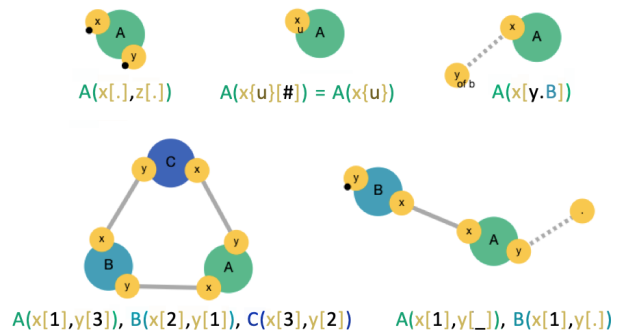 x A
y
A(x[.],z[.])
x A
u
A(x{u}[#]) = A(x{u})
x A
y of b
A(x[y.B])
C
y x
x y
B A
y x
A(x[1],y[3]), B(x[2],y[1]), C(x[3],y[2])
y
B
x
x
A
y
.
A(x[1],y[_]), B(x[1],y[.])